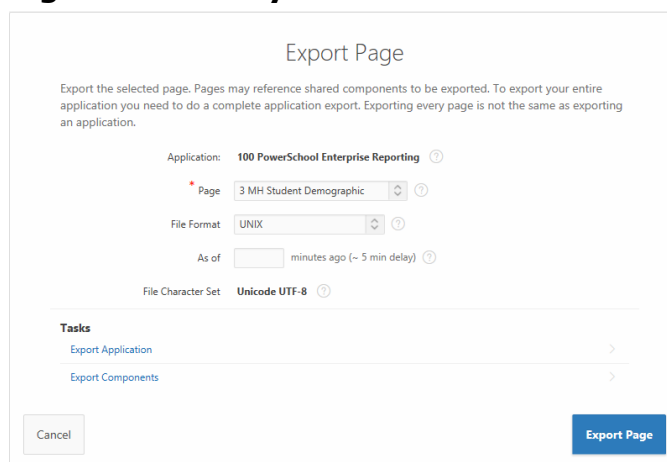 Export Page
Export the selected page. Pages may reference shared components to be exported. To export your entire
application you need to do a complete application export. Exporting every page is not the same as exporting
an application.
Application: 100 PowerSchool Enterprise Reporting ?
* Page 3 MH Student Demographic ?
File Format UNIX ?
As of minutes ago (~ 5 min delay) ?
File Character Set Unicode UTF-8 ?
Tasks
Export Application
Export Components
Cancel Export Page